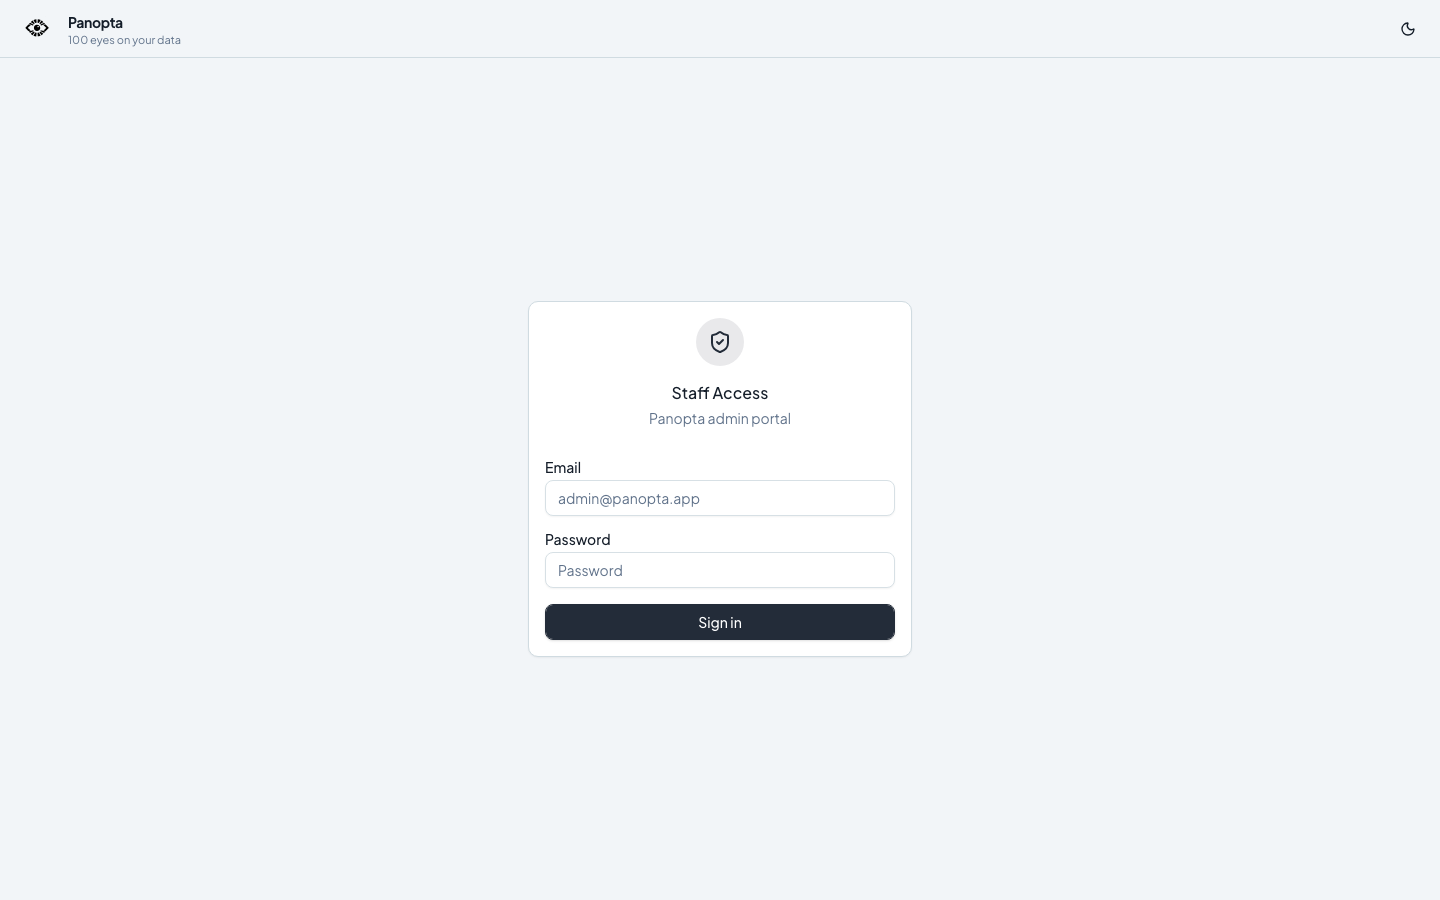 Panopta
100 eyes on your data
Staff Access
Panopta admin portal
Email
admin@panopta.app
Password
Password
Sign in